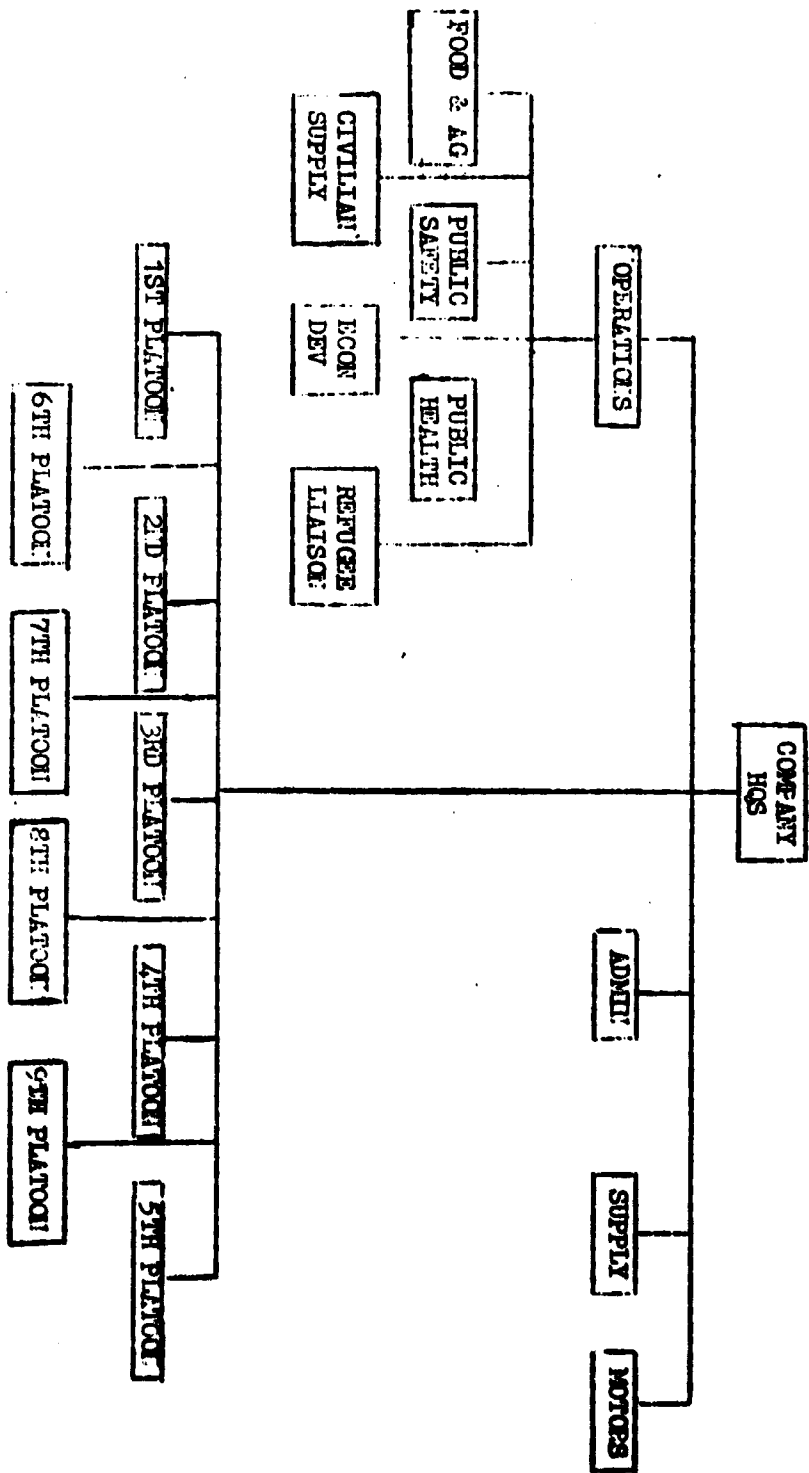 COMPANY
HQS
OPERATIONS
ADMIN
SUPPLY
MOTORS
FOOD & AG
PUBLIC
SAFETY
PUBLIC
HEALTH
CIVILIAN
SUPPLY
ECON
DEV
REFUGEE
LIAISON
1ST PLATOON
2ND PLATOON
3RD PLATOON
4TH PLATOON
5TH PLATOON
6TH PLATOON
7TH PLATOON
8TH PLATOON
9TH PLATOON